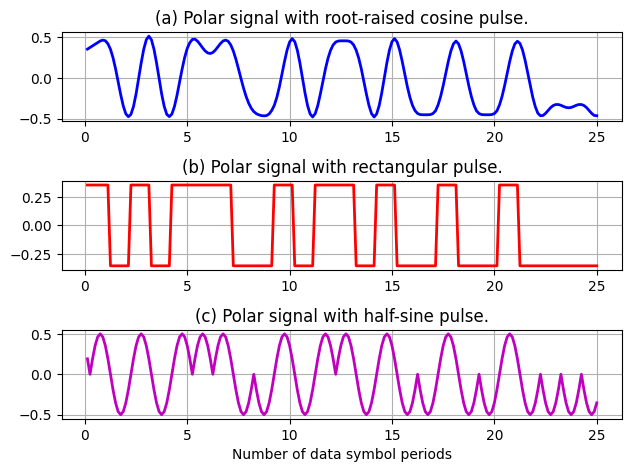 (a) Polar signal with root-raised cosine pulse.
0.5
0.0
−0.5
0 5 10 15 20 25
(b) Polar signal with rectangular pulse.
0.25
0.00
−0.25
0 5 10 15 20 25
(c) Polar signal with half-sine pulse.
0.5
0.0
−0.5
0 5 10 15 20 25
Number of data symbol periods